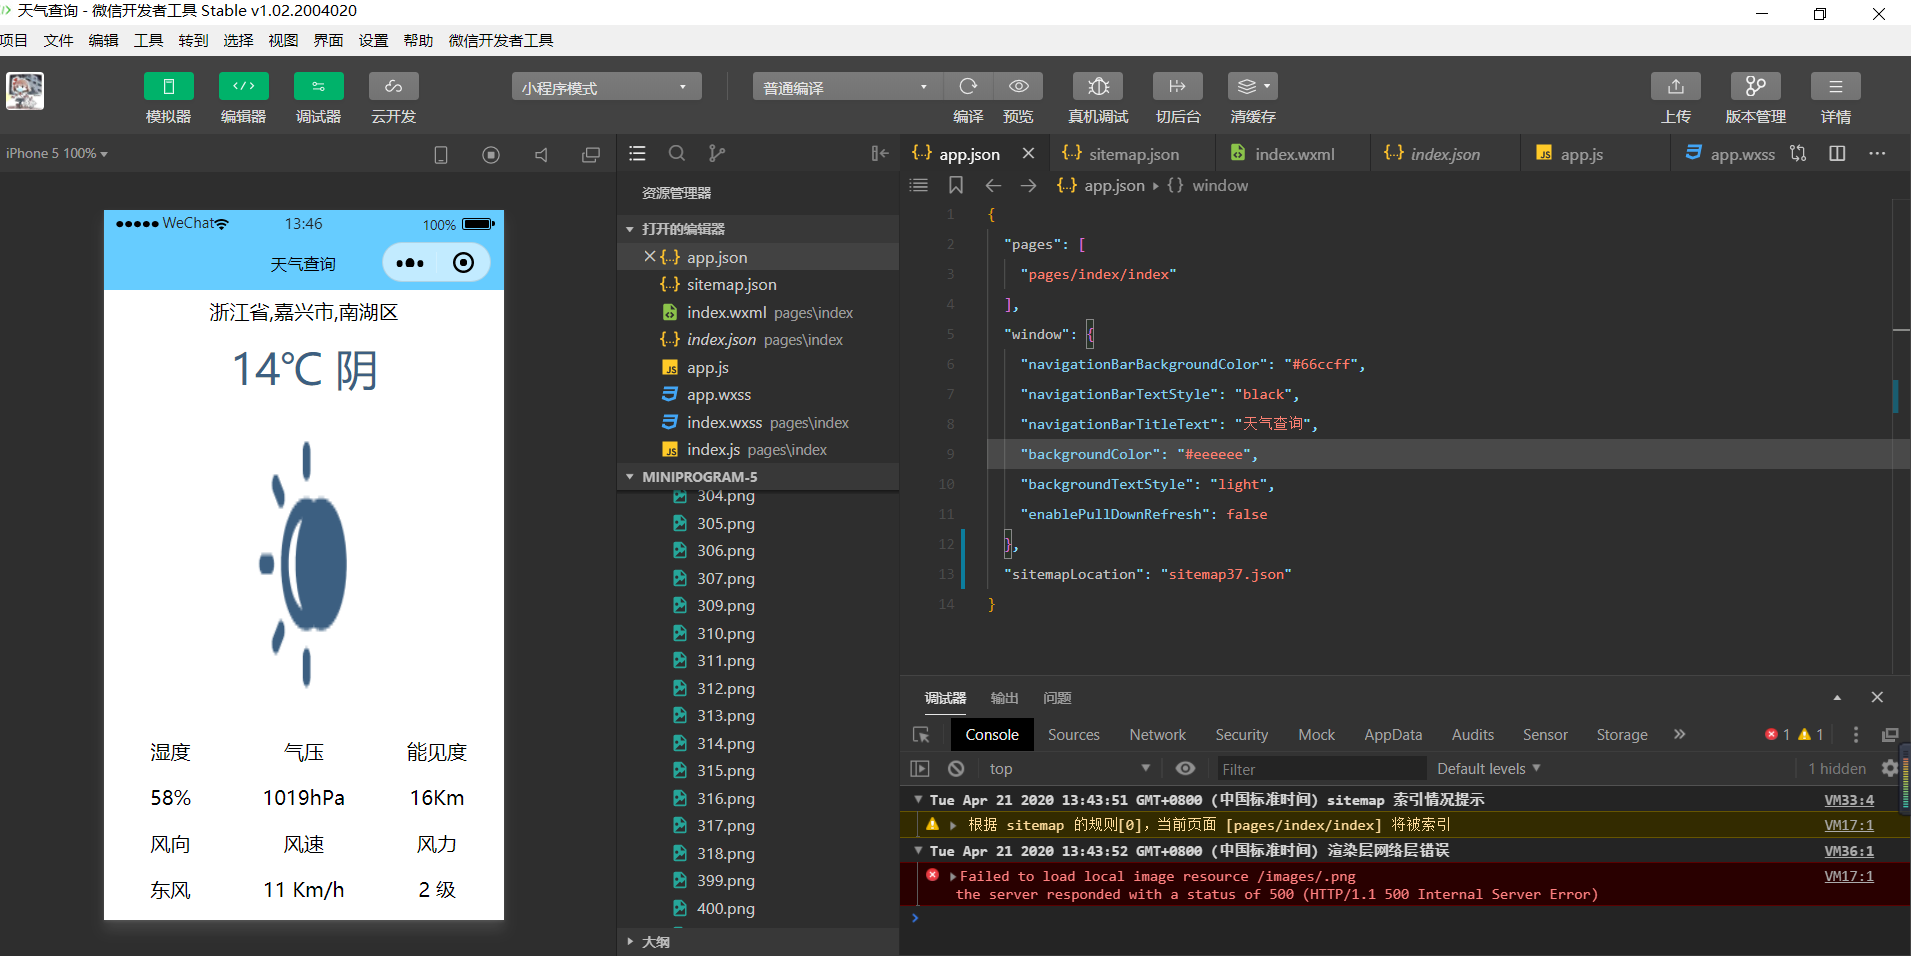 天气查询 - 微信开发者工具 Stable v1.02.2004020
项目 文件 编辑 工具 转到 选择 视图 界面 设置 帮助 微信开发者工具
小程序模式
普通编译
模拟器 编辑器 调试器 云开发
编译 预览 真机调试 切后台 清缓存
上传 版本管理 详情
iPhone 5 100%
WeChat 13:46 100%
天气查询
浙江省,嘉兴市,南湖区
14℃ 阴
湿度 气压 能见度
58% 1019hPa 16Km
风向 风速 风力
东风 11 Km/h 2 级
资源管理器
打开的编辑器
app.json
sitemap.json
index.wxml pages\index
index.json pages\index
app.js
app.wxss
index.wxss pages\index
index.js pages\index
MINIPROGRAM-5
304.png
305.png
306.png
307.png
309.png
310.png
311.png
312.png
313.png
314.png
315.png
316.png
317.png
318.png
399.png
400.png
大纲
app.json sitemap.json index.wxml index.json app.js app.wxss
app.json window
1 {
2 "pages": [
3 "pages/index/index"
4 ],
5 "window": {
6 "navigationBarBackgroundColor": "#66ccff",
7 "navigationBarTextStyle": "black",
8 "navigationBarTitleText": "天气查询",
9 "backgroundColor": "#eeeeee",
10 "backgroundTextStyle": "light",
11 "enablePullDownRefresh": false
12 },
13 "sitemapLocation": "sitemap37.json"
14 }
调试器 输出 问题
Console Sources Network Security Mock AppData Audits Sensor Storage » 1 1
top Filter Default levels 1 hidden
Tue Apr 21 2020 13:43:51 GMT+0800 (中国标准时间) sitemap 索引情况提示 VM33:4
根据 sitemap 的规则[0]，当前页面 [pages/index/index] 将被索引 VM17:1
Tue Apr 21 2020 13:43:52 GMT+0800 (中国标准时间) 渲染层网络层错误 VM36:1
Failed to load local image resource /images/.png VM17:1
the server responded with a status of 500 (HTTP/1.1 500 Internal Server Error)